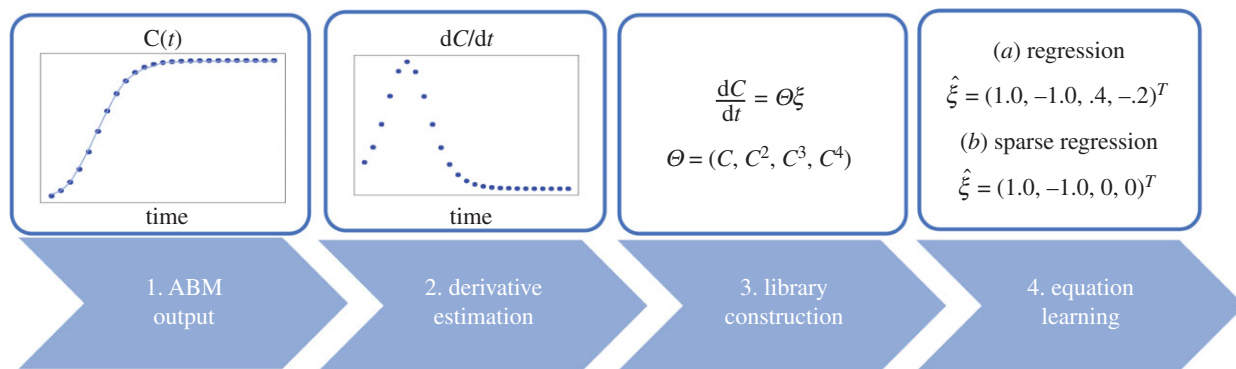 C(t)
time
1. ABM
output
dC/dt
time
2. derivative
estimation
dC/dt = Θξ
Θ = (C, C², C³, C⁴)
3. library
construction
(a) regression
ξ̂ = (1.0, –1.0, .4, –.2)ᵀ
(b) sparse regression
ξ̂ = (1.0, –1.0, 0, 0)ᵀ
4. equation
learning